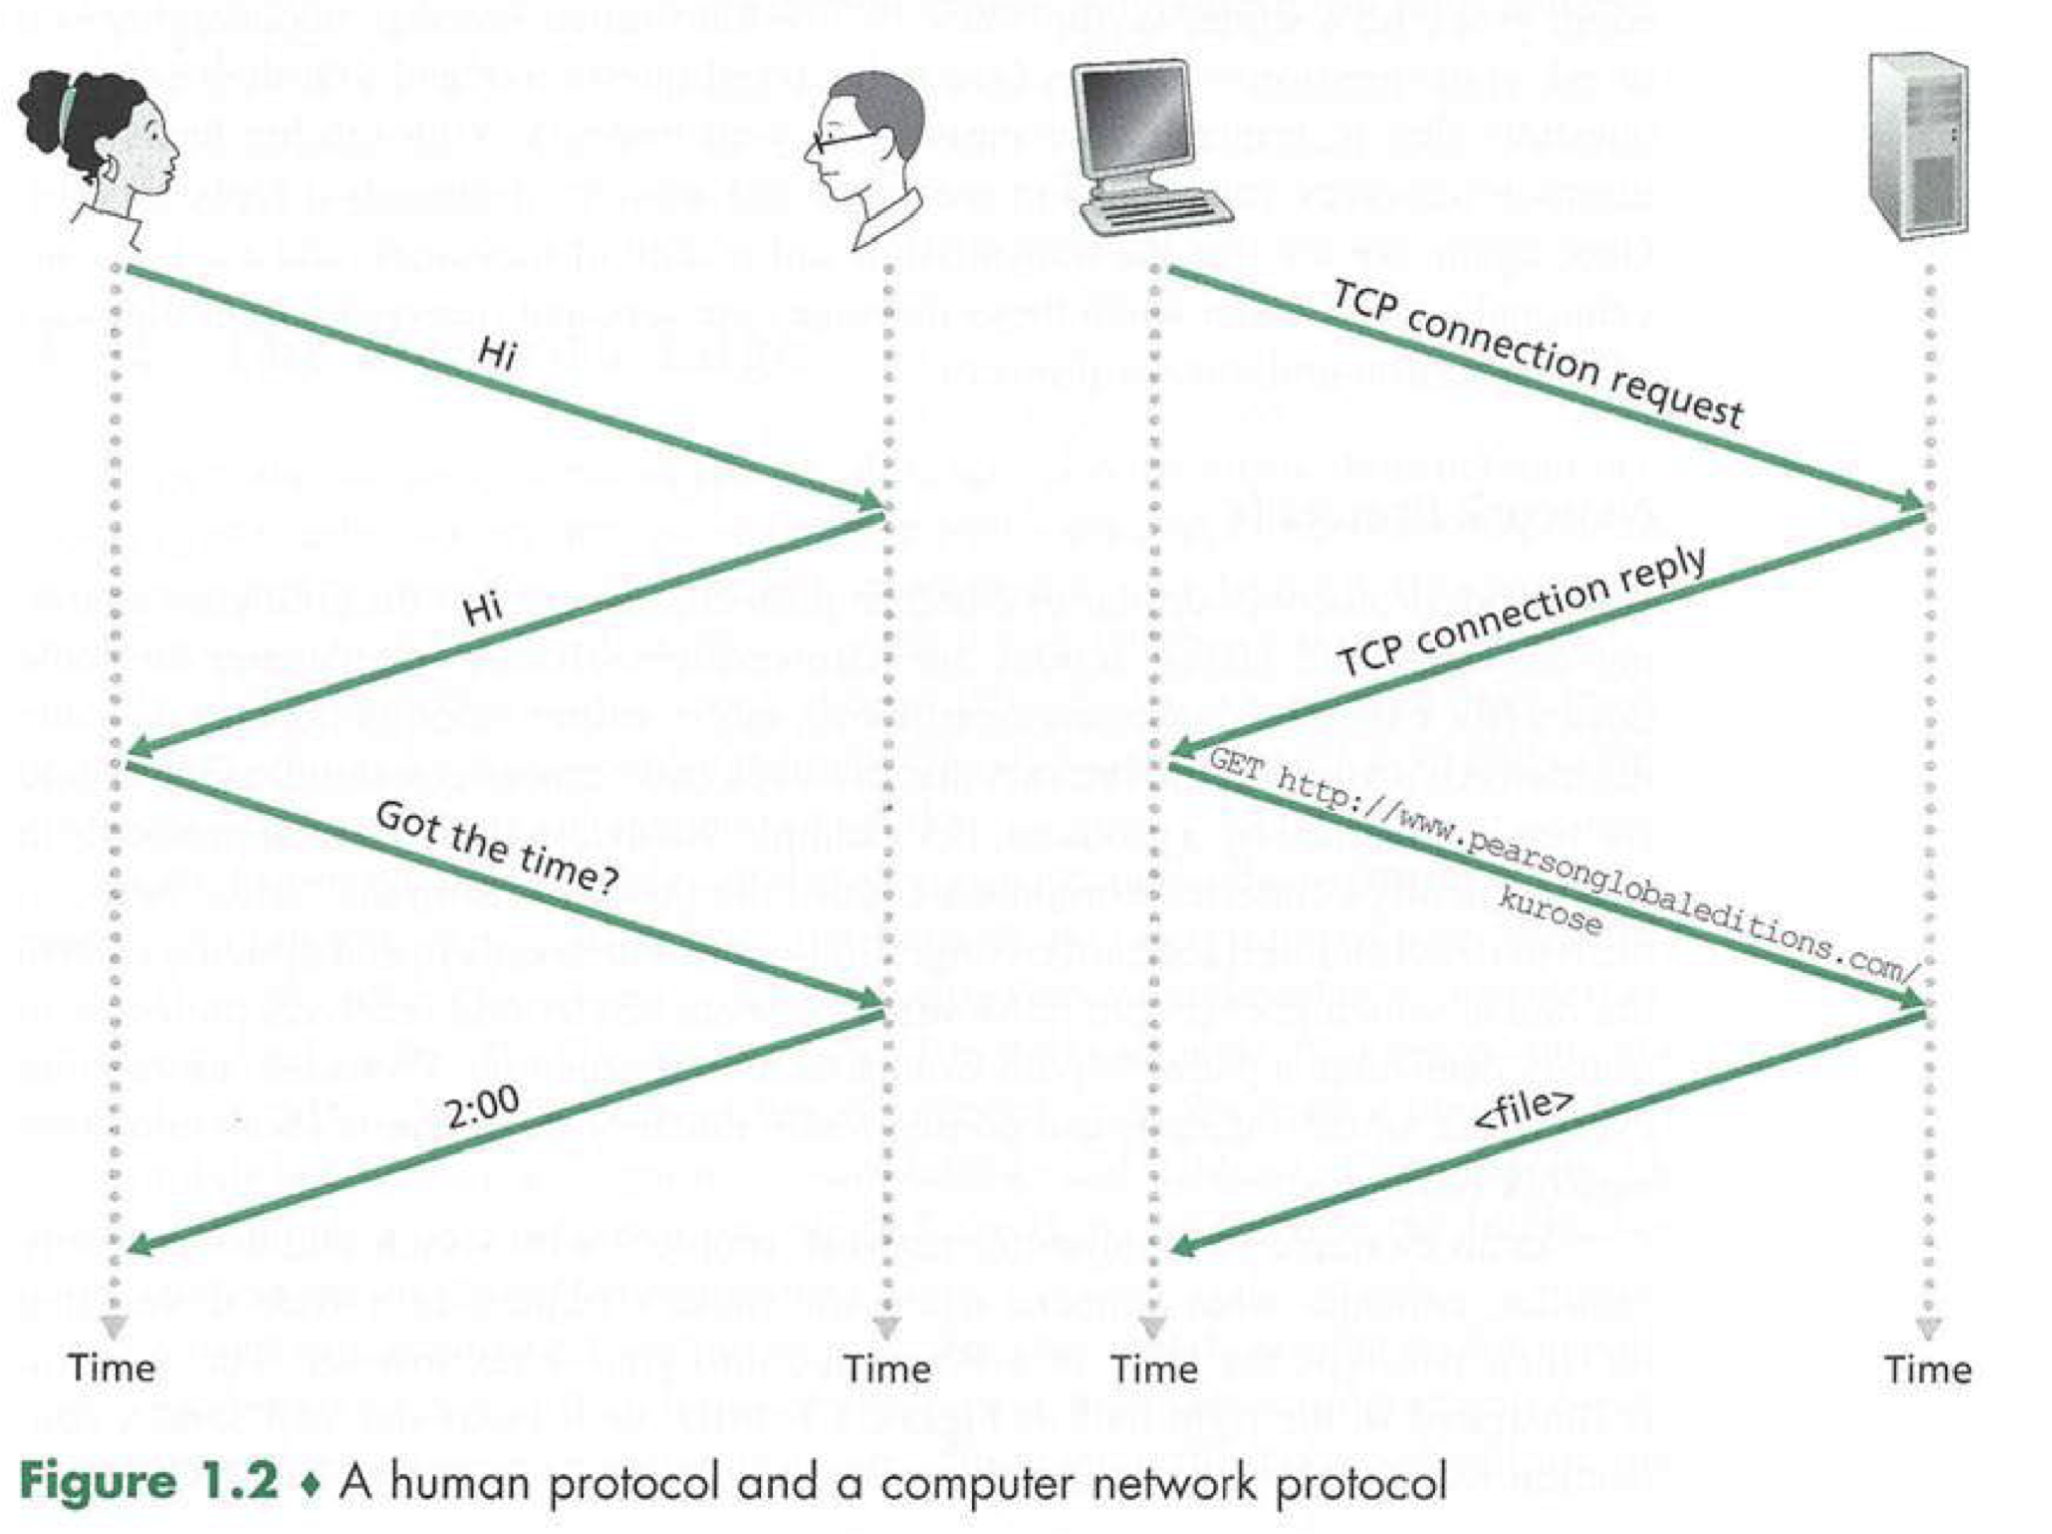 Hi
Hi
Got the time?
2:00
Time
Time
TCP connection request
TCP connection reply
GET http://www.pearsonglobaleditions.com/
kurose
<file>
Time
Time
Figure 1.2 ♦ A human protocol and a computer network protocol